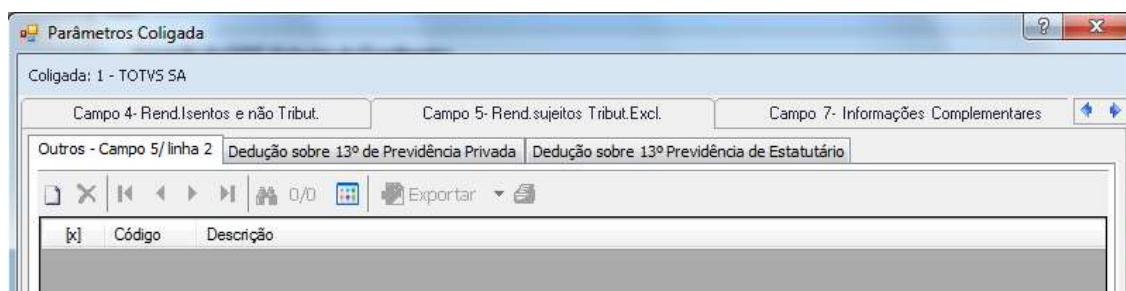 Parâmetros Coligada
Coligada: 1 - TOTVS SA
Campo 4- Rend.Isentos e não Tribut. Campo 5- Rend.sujeitos Tribut.Excl. Campo 7- Informações Complementares
Outros - Campo 5/ linha 2 Dedução sobre 13º de Previdência Privada Dedução sobre 13º Previdência de Estatutário
0/0 Exportar
[x] Código Descrição